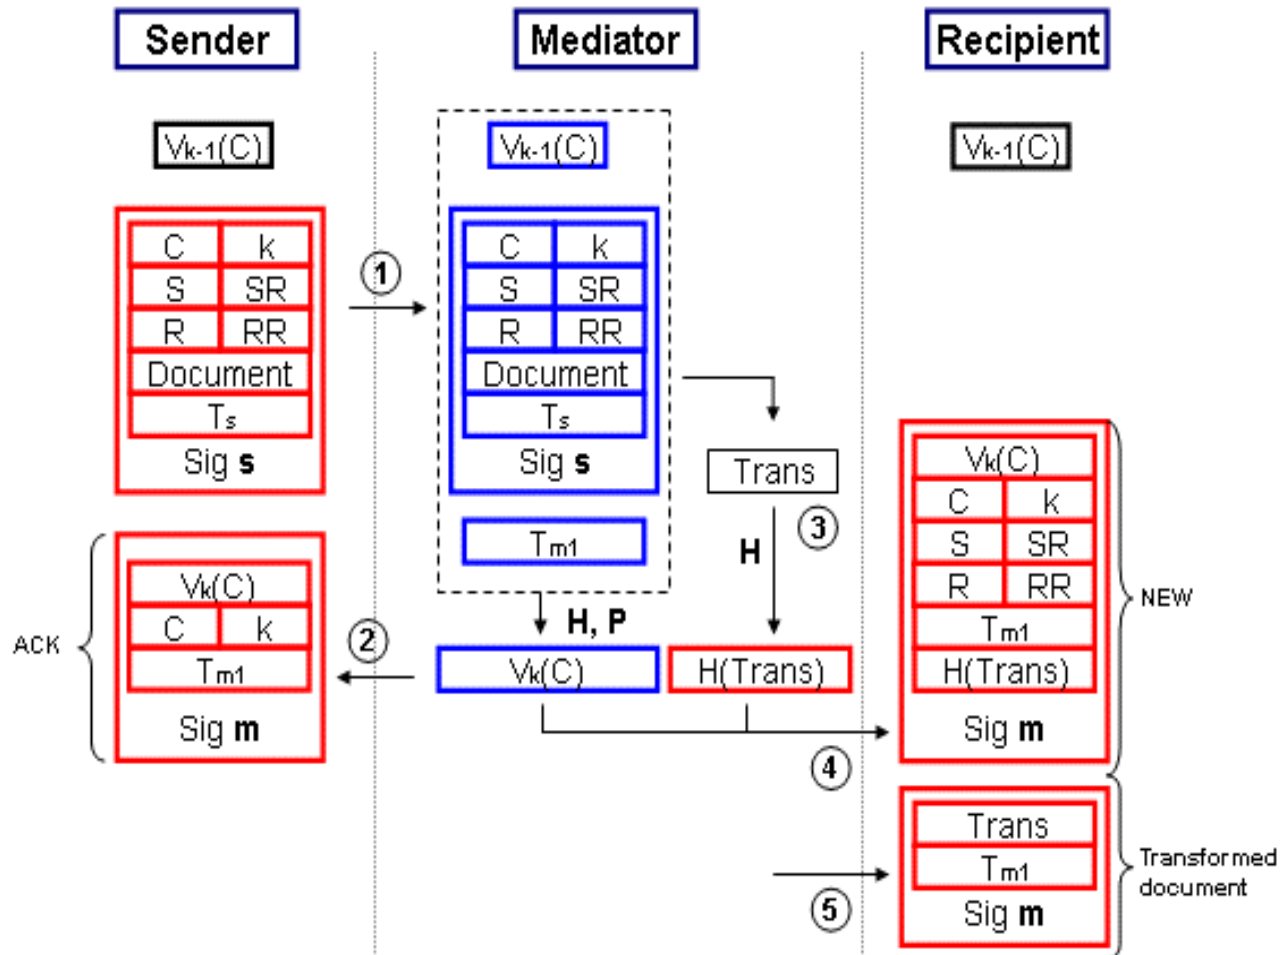 Sender
Mediator
Recipient
Vk-1(C)
Vk-1(C)
Vk-1(C)
C k
S SR
R RR
Document
Ts
Sig s
1
C k
S SR
R RR
Document
Ts
Sig s
Tm1
Trans
3
H
H, P
Vk(C)
H(Trans)
2
ACK
Vk(C)
C k
Tm1
Sig m
4
Vk(C)
C k
S SR
R RR
Tm1
H(Trans)
Sig m
NEW
5
Trans
Tm1
Sig m
Transformed
document